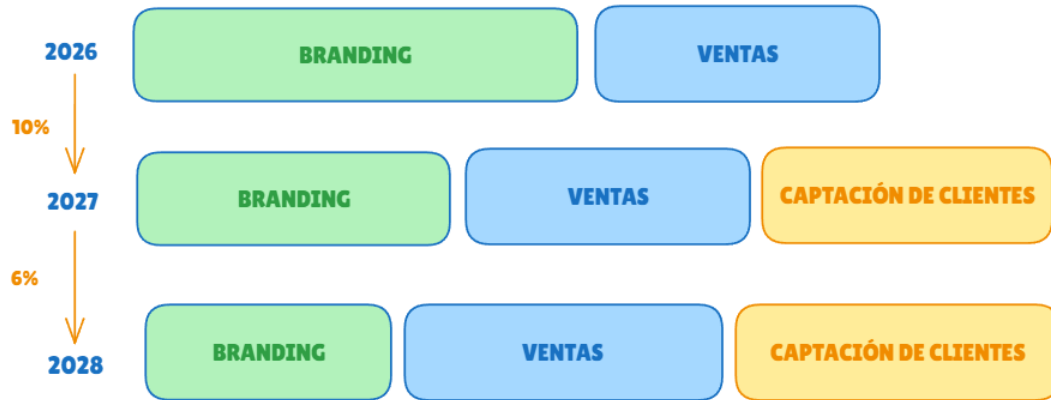 2026
BRANDING
VENTAS
10%
2027
BRANDING
VENTAS
CAPTACIÓN DE CLIENTES
6%
2028
BRANDING
VENTAS
CAPTACIÓN DE CLIENTES